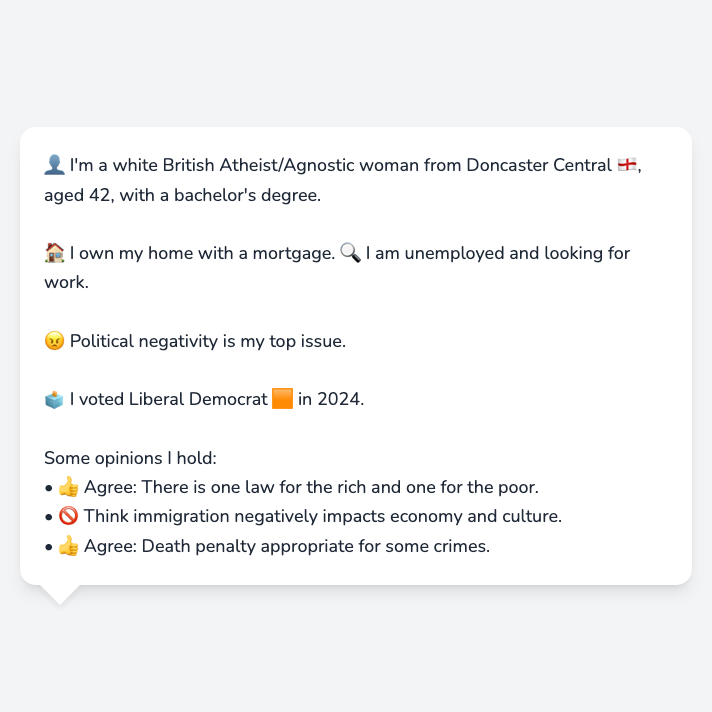 👤 I'm a white British Atheist/Agnostic woman from Doncaster Central 🏴󠁧󠁢󠁥󠁮󠁧󠁿,
aged 42, with a bachelor's degree.
🏠 I own my home with a mortgage. 🔍 I am unemployed and looking for
work.
😠 Political negativity is my top issue.
🗳️ I voted Liberal Democrat 🟧 in 2024.
Some opinions I hold:
• 👍 Agree: There is one law for the rich and one for the poor.
• 🚫 Think immigration negatively impacts economy and culture.
• 👍 Agree: Death penalty appropriate for some crimes.